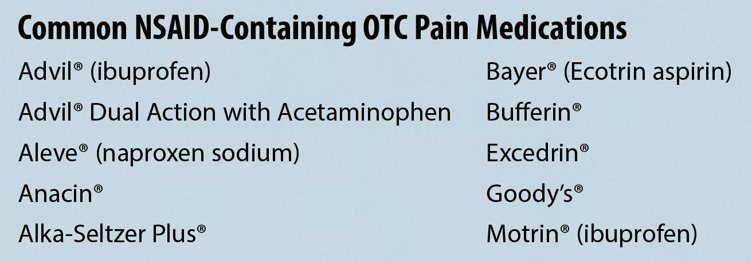 Common NSAID-Containing OTC Pain Medications
Advil® (ibuprofen)
Advil® Dual Action with Acetaminophen
Aleve® (naproxen sodium)
Anacin®
Alka-Seltzer Plus®
Bayer® (Ecotrin aspirin)
Bufferin®
Excedrin®
Goody’s®
Motrin® (ibuprofen)